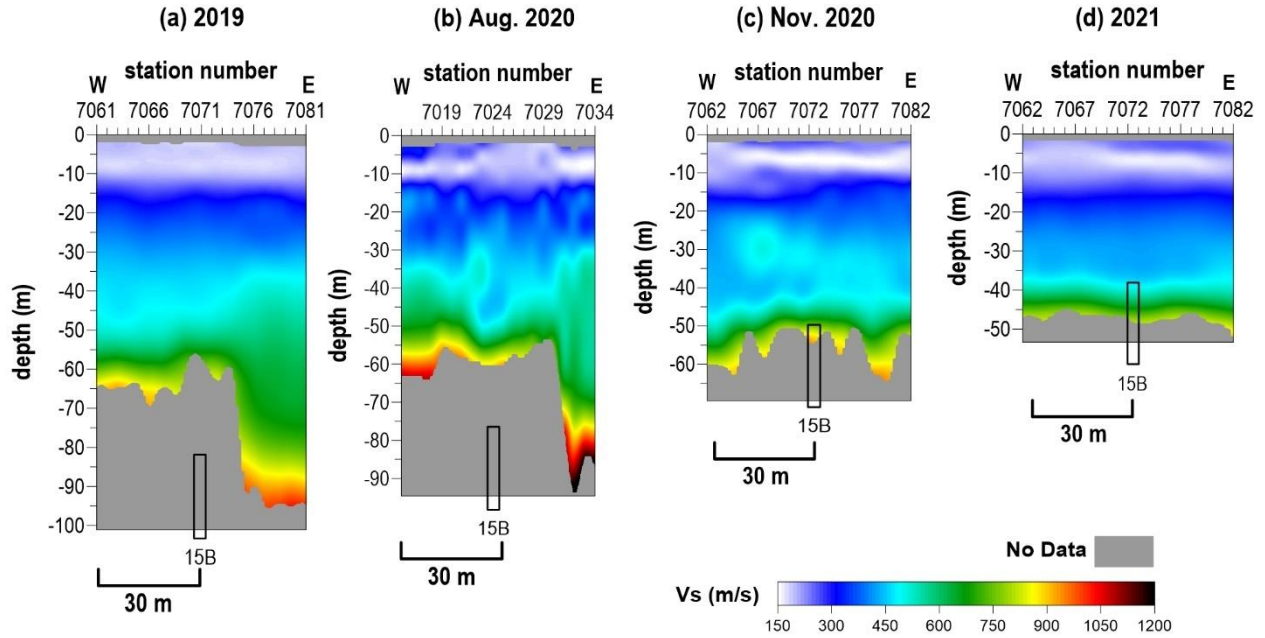 (a) 2019
(b) Aug. 2020
(c) Nov. 2020
(d) 2021
station number
W E
7061 7066 7071 7076 7081
depth (m)
0
-10
-20
-30
-40
-50
-60
-70
-80
-90
-100
15B
30 m
station number
W E
7019 7024 7029 7034
depth (m)
0
-10
-20
-30
-40
-50
-60
-70
-80
-90
15B
30 m
station number
W E
7062 7067 7072 7077 7082
depth (m)
0
-10
-20
-30
-40
-50
-60
15B
30 m
station number
W E
7062 7072 7077 7082
depth (m)
0
-10
-20
-30
-40
-50
15B
30 m
No Data
Vs (m/s)
150 300 450 600 750 900 1050 1200